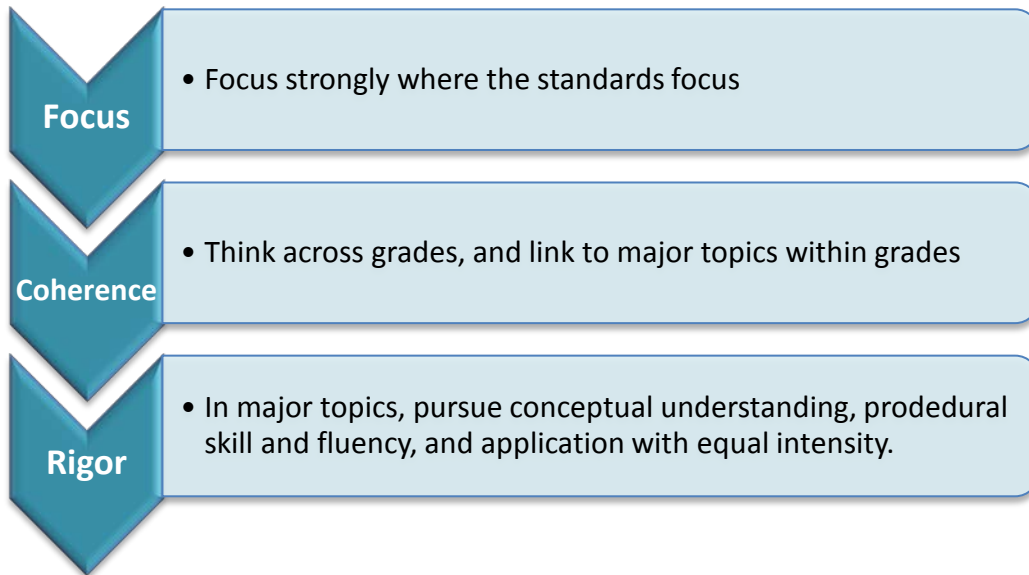 Focus
• Focus strongly where the standards focus
Coherence
• Think across grades, and link to major topics within grades
Rigor
• In major topics, pursue conceptual understanding, prodedural
skill and fluency, and application with equal intensity.